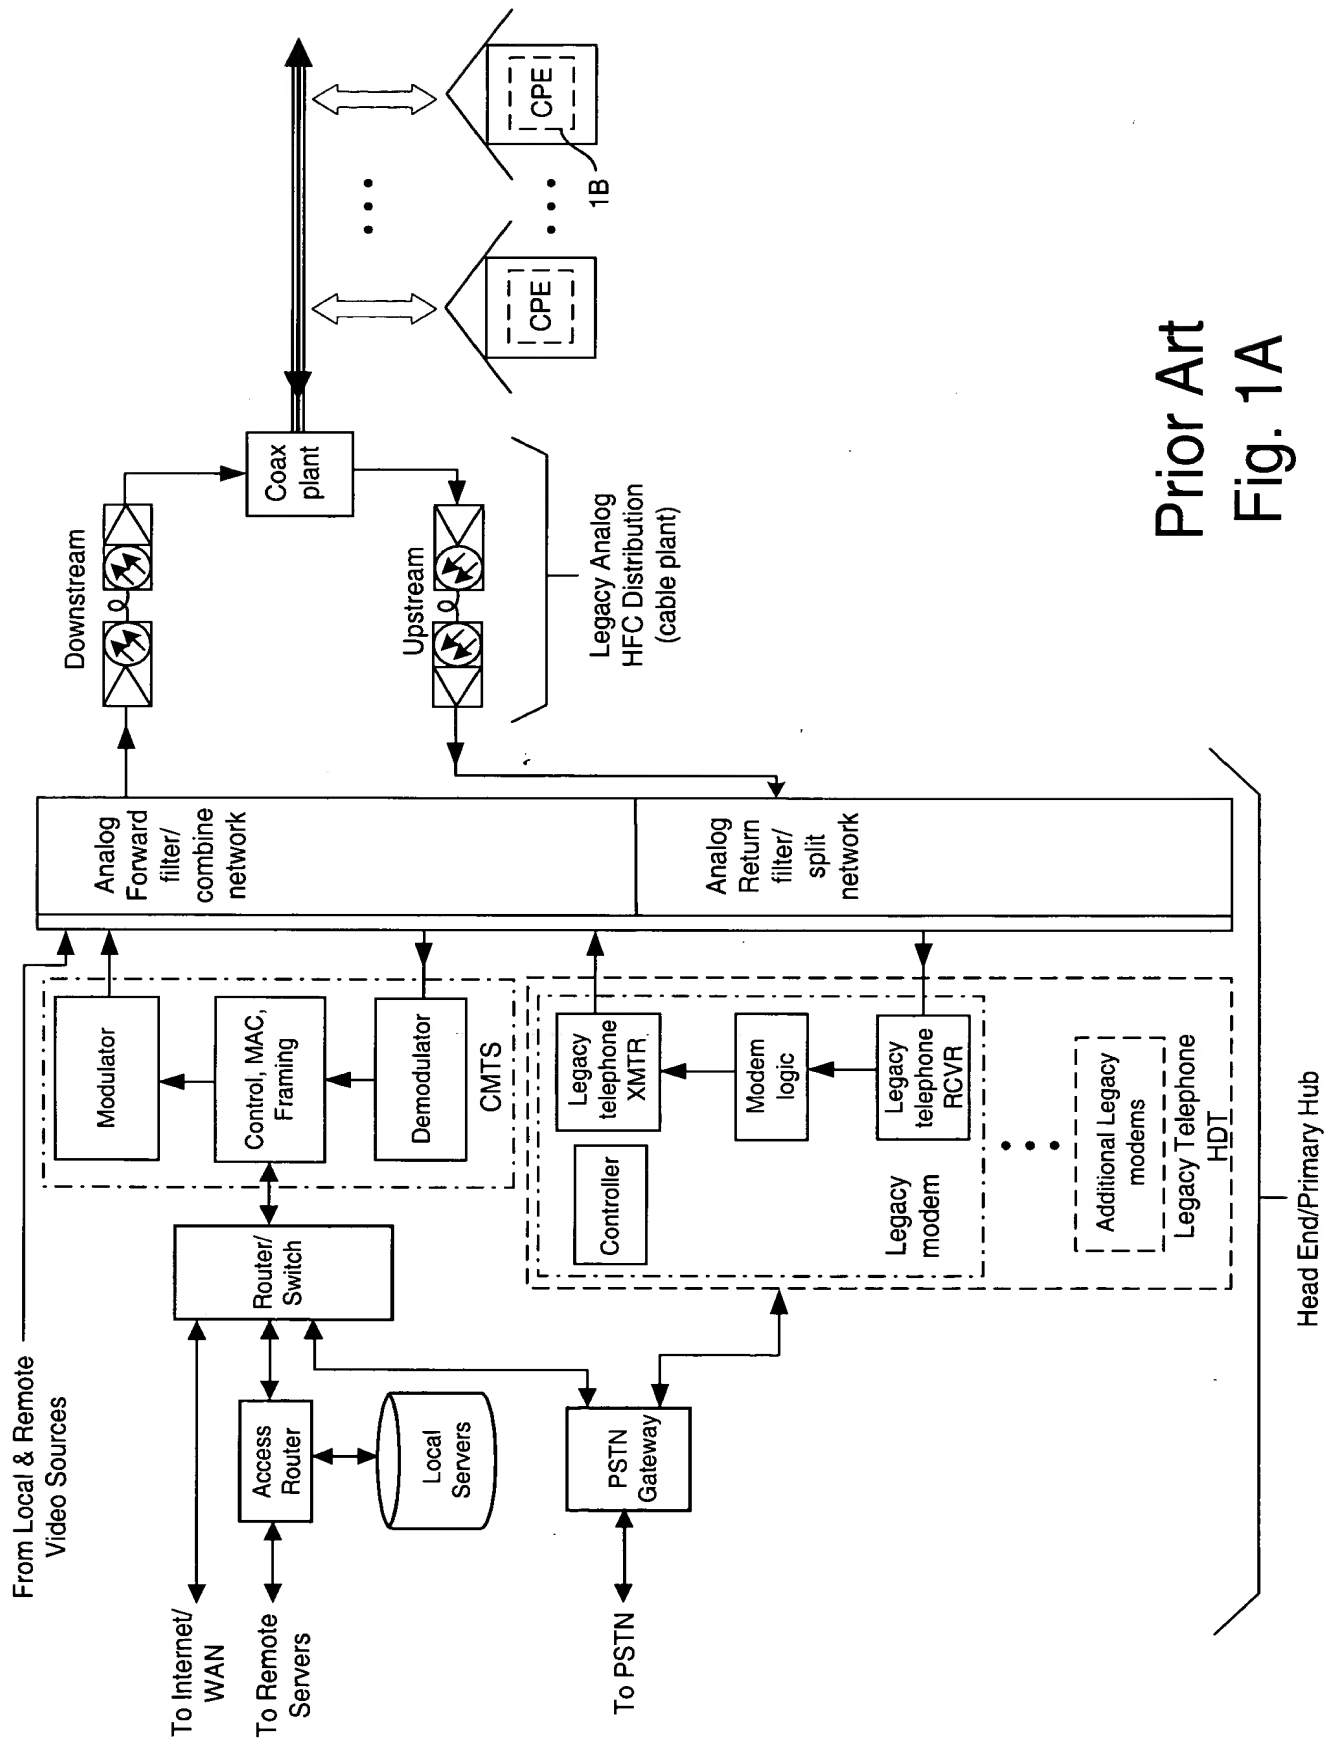 From Local & Remote
Video Sources
To Internet/
WAN
To Remote
Servers
To PSTN
Access
Router
Local
Servers
PSTN
Gateway
Router/
Switch
Modulator
Control, MAC,
Framing
Demodulator
CMTS
Controller
Legacy
telephone
XMTR
Modem
logic
Legacy
telephone
RCVR
Legacy
modem
Additional Legacy
modems
Legacy Telephone
HDT
Analog
Forward
filter/
combine
network
Analog
Return
filter/
split
network
Head End/Primary Hub
Downstream
Upstream
Coax
plant
Legacy Analog
HFC Distribution
(cable plant)
CPE
CPE
1B
Prior Art
Fig. 1A